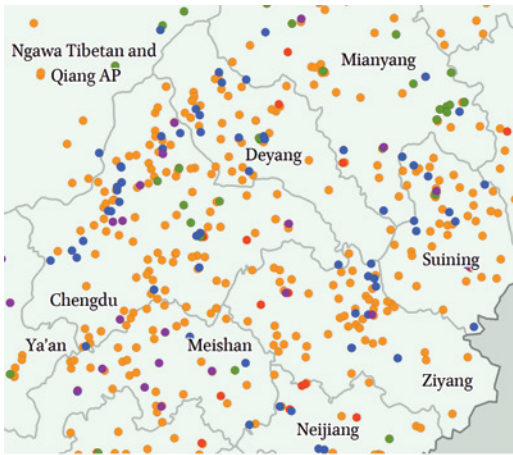 Ngawa Tibetan and
Qiang AP
Mianyang
Deyang
Suining
Chengdu
Ya'an
Meishan
Ziyang
Neijiang